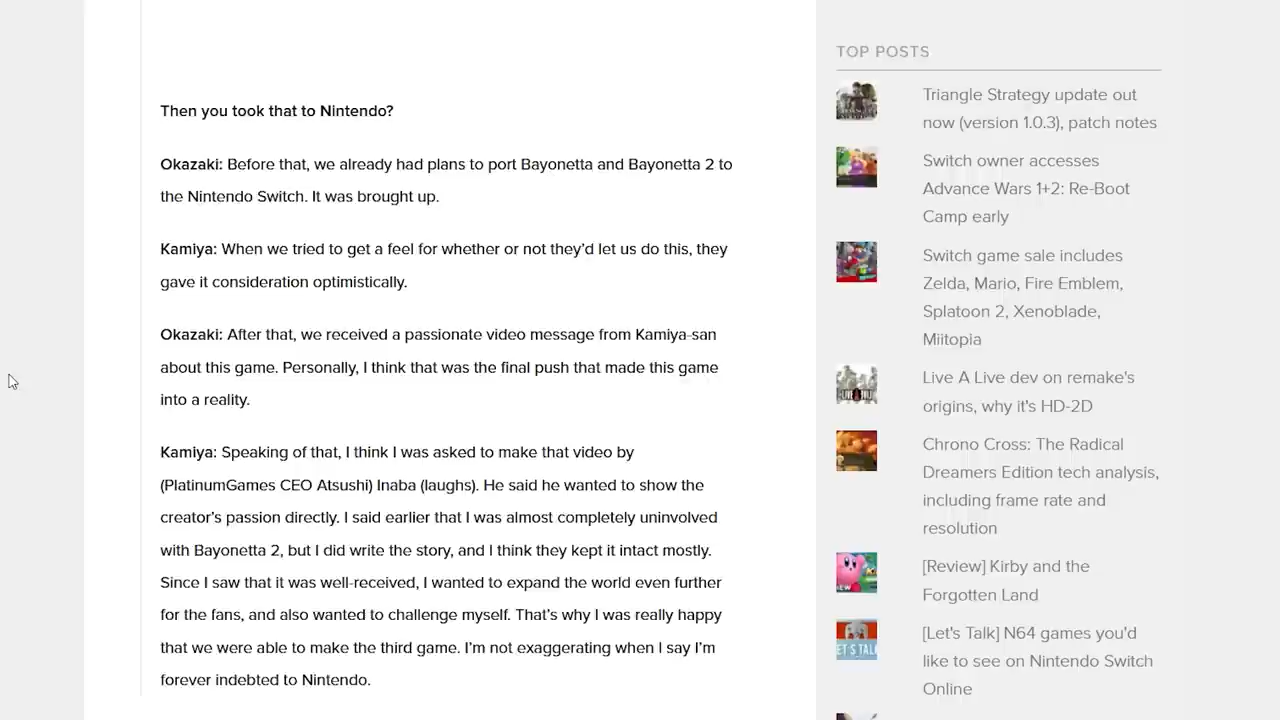 Then you took that to Nintendo?
Okazaki: Before that, we already had plans to port Bayonetta and Bayonetta 2 to
the Nintendo Switch. It was brought up.
Kamiya: When we tried to get a feel for whether or not they’d let us do this, they
gave it consideration optimistically.
Okazaki: After that, we received a passionate video message from Kamiya-san
about this game. Personally, I think that was the final push that made this game
into a reality.
Kamiya: Speaking of that, I think I was asked to make that video by
(PlatinumGames CEO Atsushi) Inaba (laughs). He said he wanted to show the
creator’s passion directly. I said earlier that I was almost completely uninvolved
with Bayonetta 2, but I did write the story, and I think they kept it intact mostly.
Since I saw that it was well-received, I wanted to expand the world even further
for the fans, and also wanted to challenge myself. That’s why I was really happy
that we were able to make the third game. I’m not exaggerating when I say I’m
forever indebted to Nintendo.
TOP POSTS
Triangle Strategy update out
now (version 1.0.3), patch notes
Switch owner accesses
Advance Wars 1+2: Re-Boot
Camp early
Switch game sale includes
Zelda, Mario, Fire Emblem,
Splatoon 2, Xenoblade,
Miitopia
Live A Live dev on remake's
origins, why it's HD-2D
Chrono Cross: The Radical
Dreamers Edition tech analysis,
including frame rate and
resolution
[Review] Kirby and the
Forgotten Land
[Let's Talk] N64 games you'd
like to see on Nintendo Switch
Online